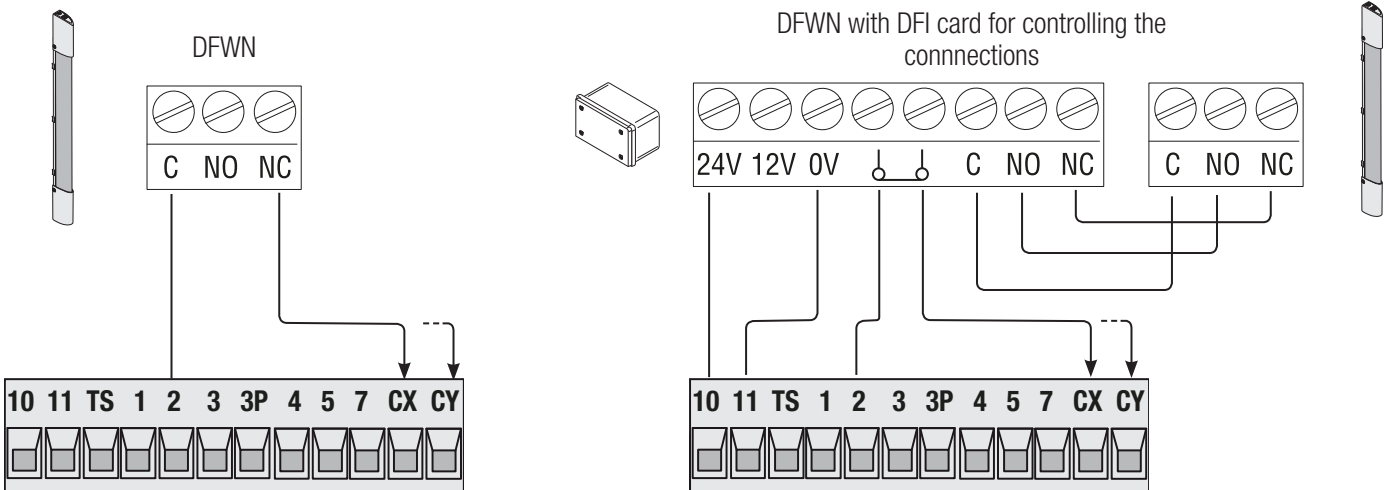 DFWN
C NO NC
10 11 TS 1 2 3 3P 4 5 7 CX CY
DFWN with DFI card for controlling the
connnections
24V 12V 0V C NO NC
C NO NC
10 11 TS 1 2 3 3P 4 5 7 CX CY